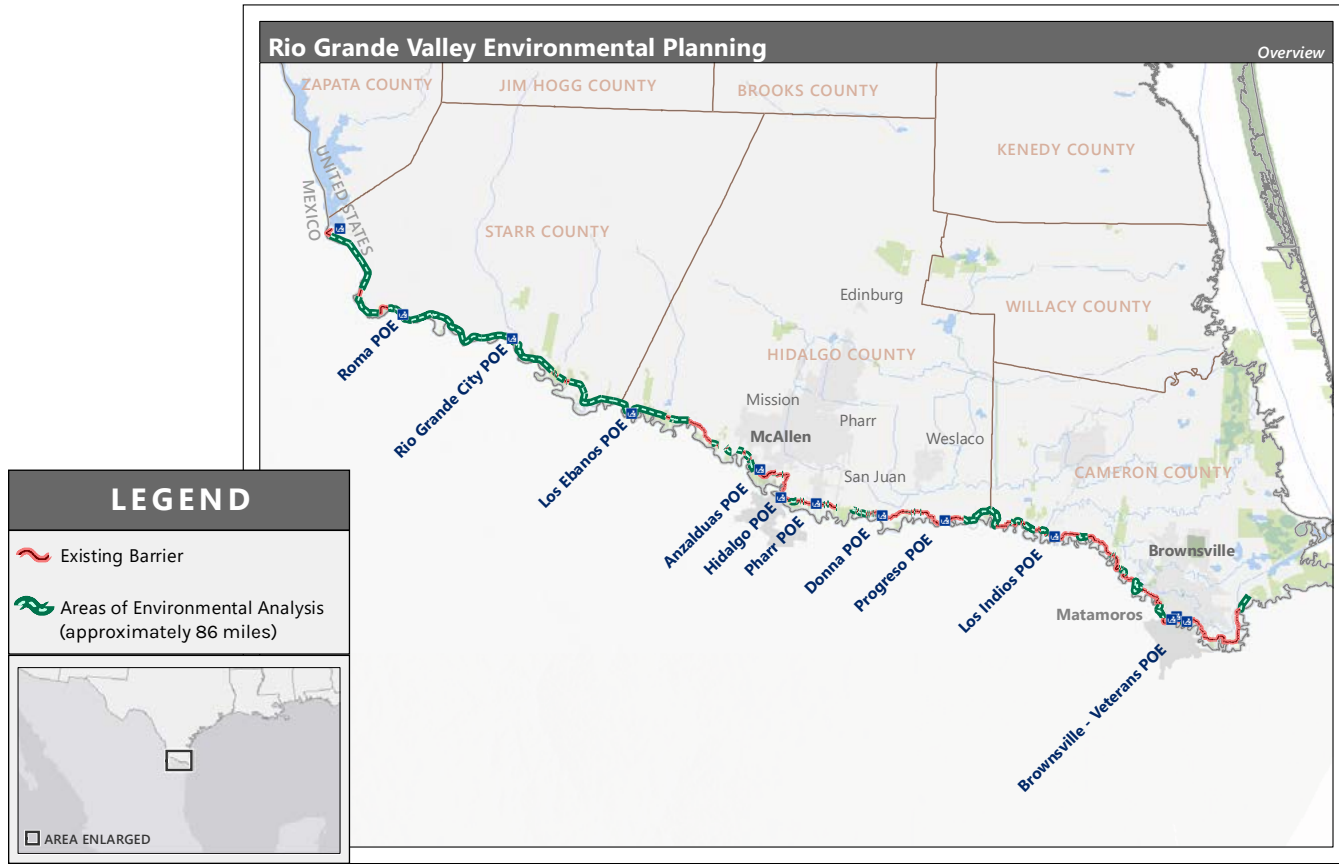 Rio Grande Valley Environmental Planning
Overview
ZAPATA COUNTY
JIM HOGG COUNTY
BROOKS COUNTY
KENEDY COUNTY
UNITED STATES
MEXICO
STARR COUNTY
Edinburg
WILLACY COUNTY
HIDALGO COUNTY
Roma POE
Rio Grande City POE
Mission
McAllen
Pharr
Weslaco
San Juan
CAMERON COUNTY
Los Ebanos POE
Anzalduas POE
Hidalgo POE
Pharr POE
Donna POE
Progreso POE
Los Indios POE
Brownsville
Matamoros
Brownsville - Veterans POE
LEGEND
Existing Barrier
Areas of Environmental Analysis
(approximately 86 miles)
AREA ENLARGED